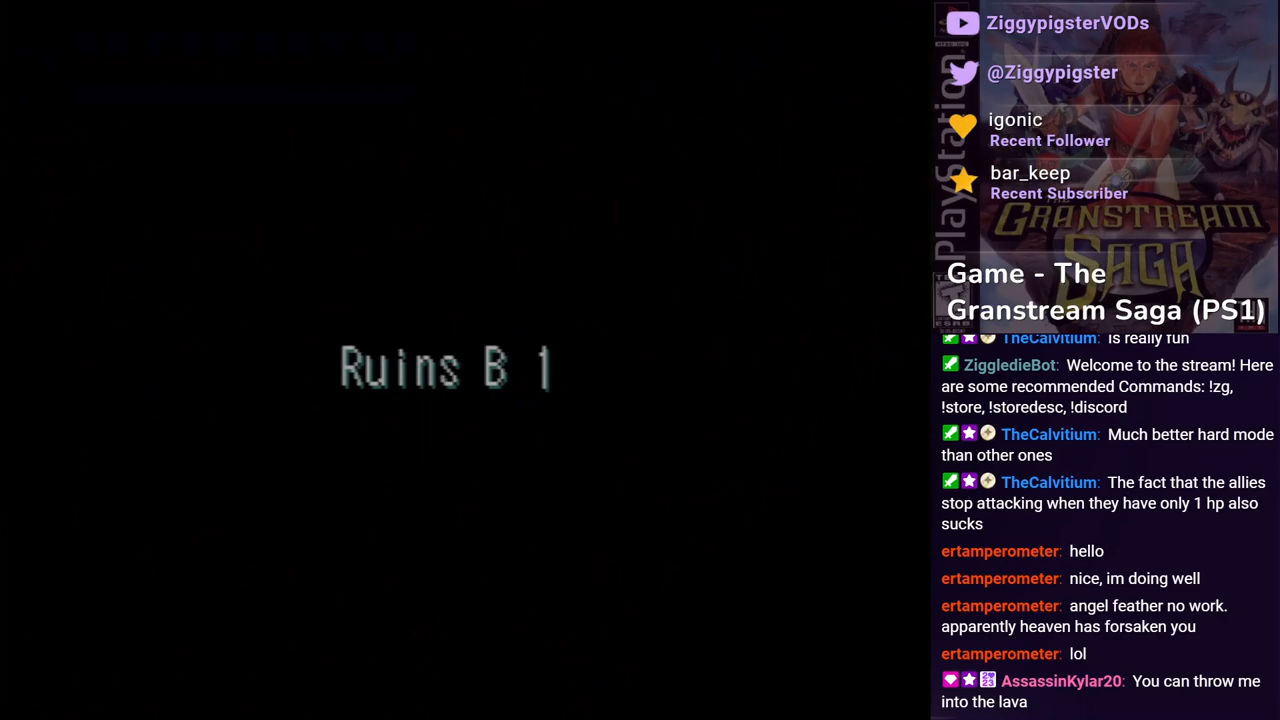 Ruins B 1
ZiggypigsterVODs
@Ziggypigster
igonic
Recent Follower
bar_keep
Recent Subscriber
PlayStation
THE
GRANSTREAM
SAGA
Game - The
Granstream Saga (PS1)
TheCalvitium: Is really fun
ZiggledieBot: Welcome to the stream! Here
are some recommended Commands: !zg,
!store, !storedesc, !discord
TheCalvitium: Much better hard mode
than other ones
TheCalvitium: The fact that the allies
stop attacking when they have only 1 hp also
sucks
ertamperometer: hello
ertamperometer: nice, im doing well
ertamperometer: angel feather no work.
apparently heaven has forsaken you
ertamperometer: lol
AssassinKylar20: You can throw me
into the lava